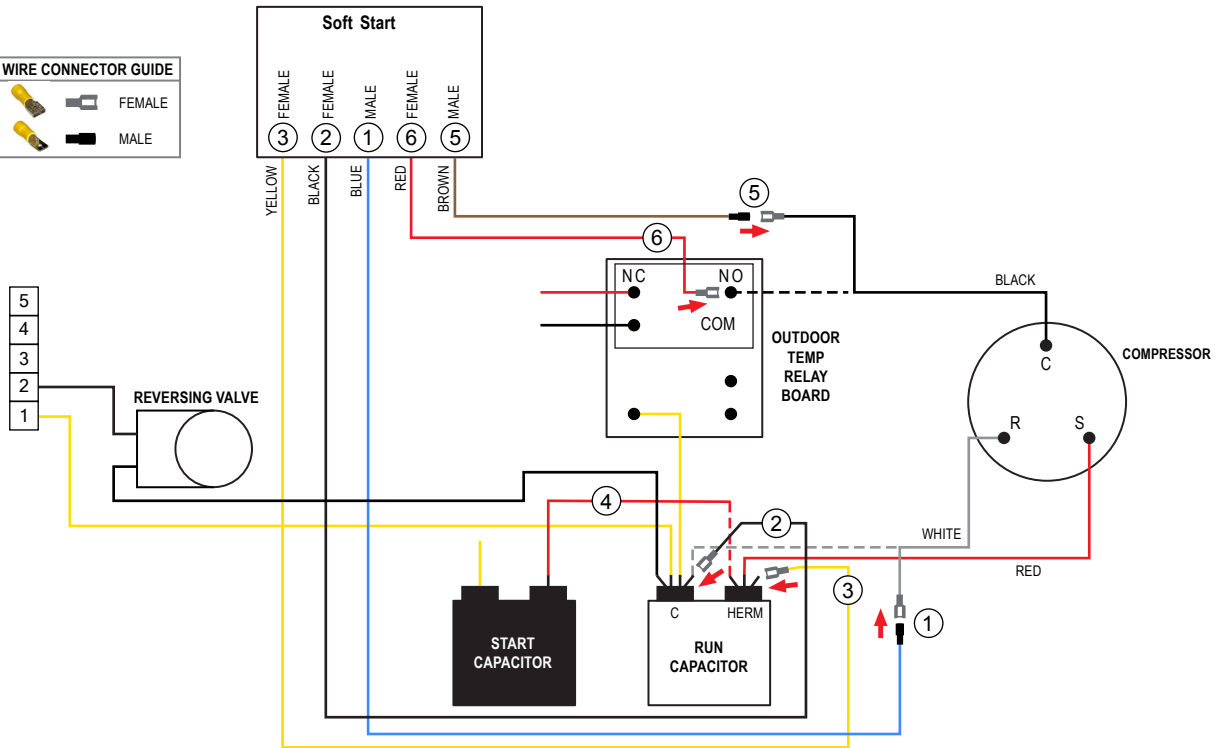 Soft Start
WIRE CONNECTOR GUIDE
FEMALE
MALE
FEMALE
FEMALE
MALE
FEMALE
MALE
3
2
1
6
5
YELLOW
BLACK
BLUE
RED
BROWN
5
6
NC
NO
COM
OUTDOOR
TEMP
RELAY
BOARD
BLACK
C
R
S
COMPRESSOR
5
4
3
2
1
REVERSING VALVE
4
2
WHITE
RED
3
1
C
HERM
START
CAPACITOR
RUN
CAPACITOR